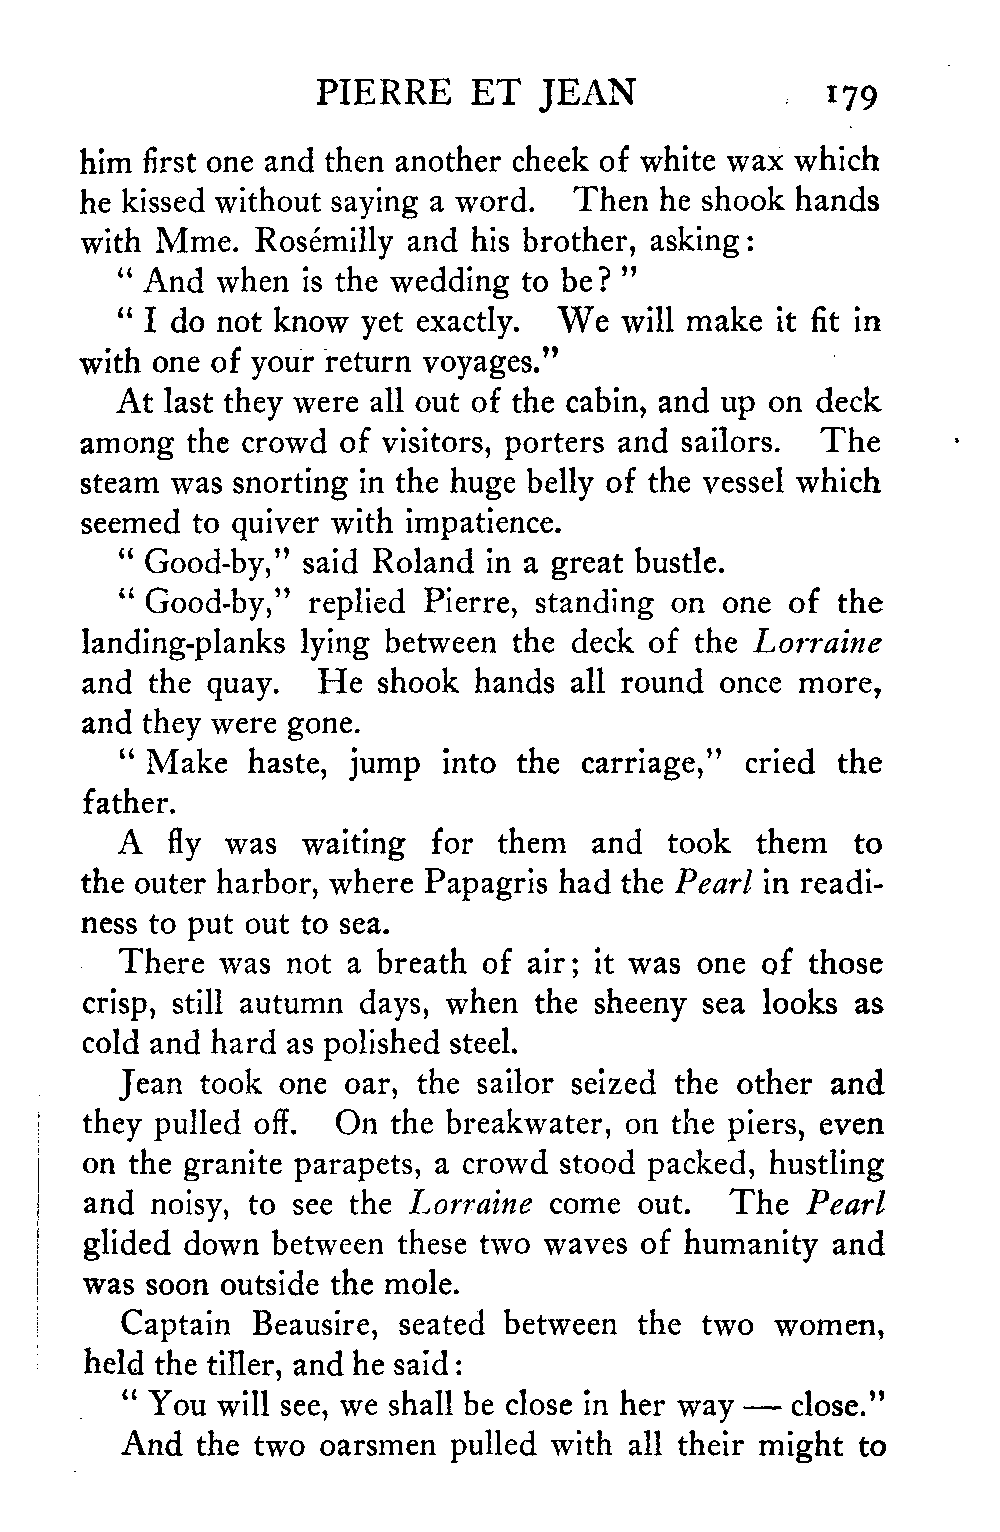 PIERRE ET JEAN 179
him first one and then another cheek of white wax which
he kissed without saying a word. Then he shook hands
with Mme. Rosémilly and his brother, asking:
“ And when is the wedding to be? ”
“ I do not know yet exactly. We will make it fit in
with one of your return voyages.”
At last they were all out of the cabin, and up on deck
among the crowd of visitors, porters and sailors. The
steam was snorting in the huge belly of the vessel which
seemed to quiver with impatience.
“ Good-by,” said Roland in a great bustle.
“ Good-by,” replied Pierre, standing on one of the
landing-planks lying between the deck of the Lorraine
and the quay. He shook hands all round once more,
and they were gone.
“ Make haste, jump into the carriage,” cried the
father.
A fly was waiting for them and took them to
the outer harbor, where Papagris had the Pearl in readi-
ness to put out to sea.
There was not a breath of air; it was one of those
crisp, still autumn days, when the sheeny sea looks as
cold and hard as polished steel.
Jean took one oar, the sailor seized the other and
they pulled off. On the breakwater, on the piers, even
on the granite parapets, a crowd stood packed, hustling
and noisy, to see the Lorraine come out. The Pearl
glided down between these two waves of humanity and
was soon outside the mole.
Captain Beausire, seated between the two women,
held the tiller, and he said:
“ You will see, we shall be close in her way — close.”
And the two oarsmen pulled with all their might to